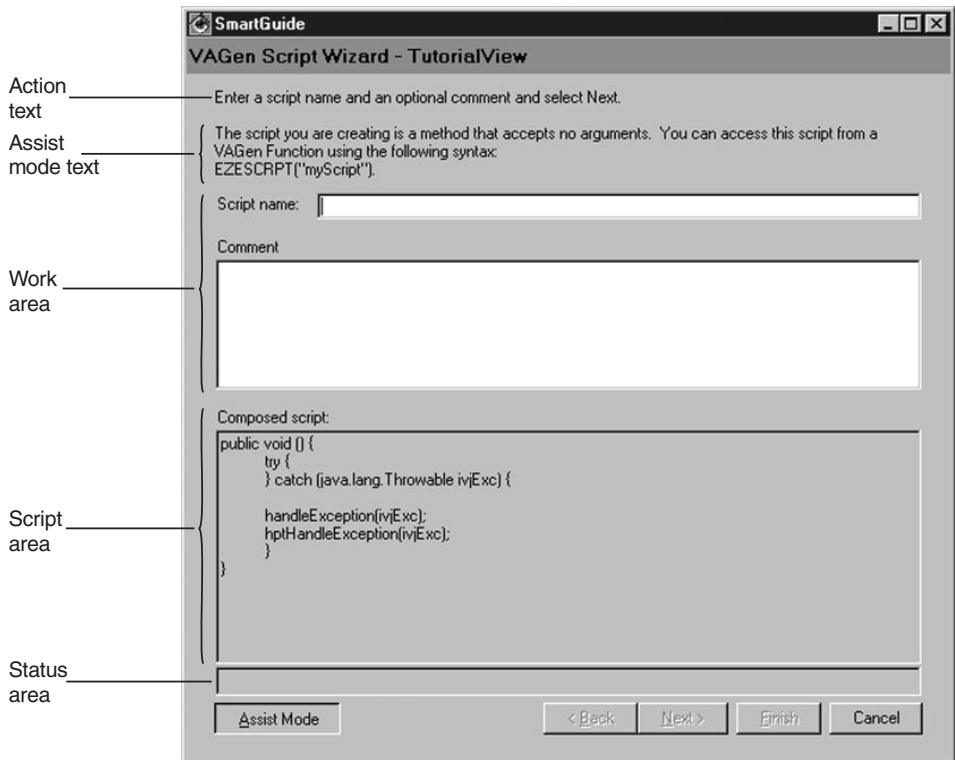 SmartGuide
VAGen Script Wizard - TutorialView
Action
text
Enter a script name and an optional comment and select Next.
Assist
mode text
The script you are creating is a method that accepts no arguments. You can access this script from a
VAGen Function using the following syntax:
EZESCRPT("myScript").
Work
area
Script name:
Comment
Script
area
Composed script:
public void () {
try {
} catch (java.lang.Throwable ivjExc) {
handleException(ivjExc);
hptHandleException(ivjExc);
}
}
Status
area
Assist Mode
< Back
Next >
Finish
Cancel